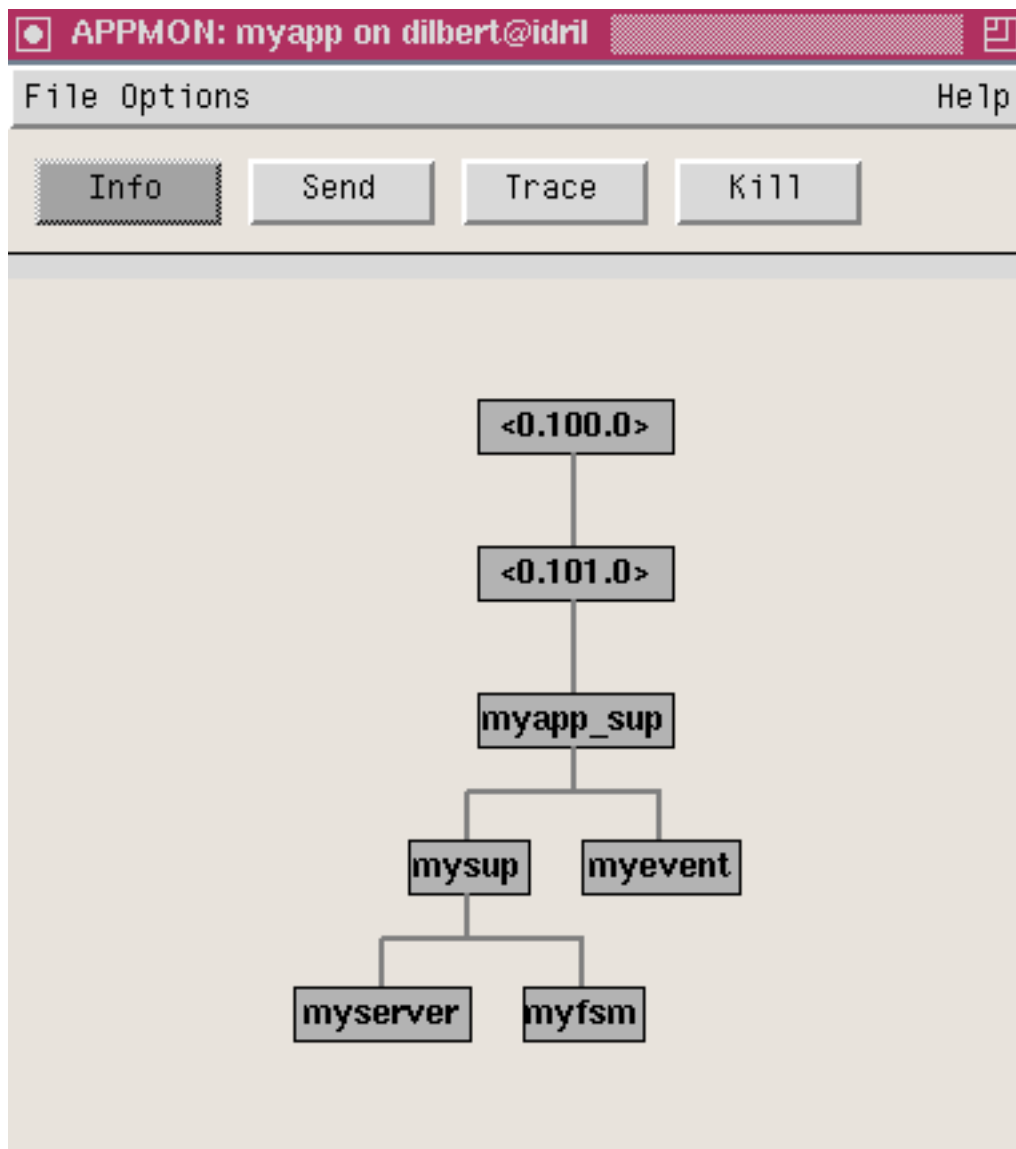 APPMON: myapp on dilbert@idril
File Options Help
Info Send Trace Kill
<0.100.0>
<0.101.0>
myapp_sup
mysup myevent
myserver myfsm